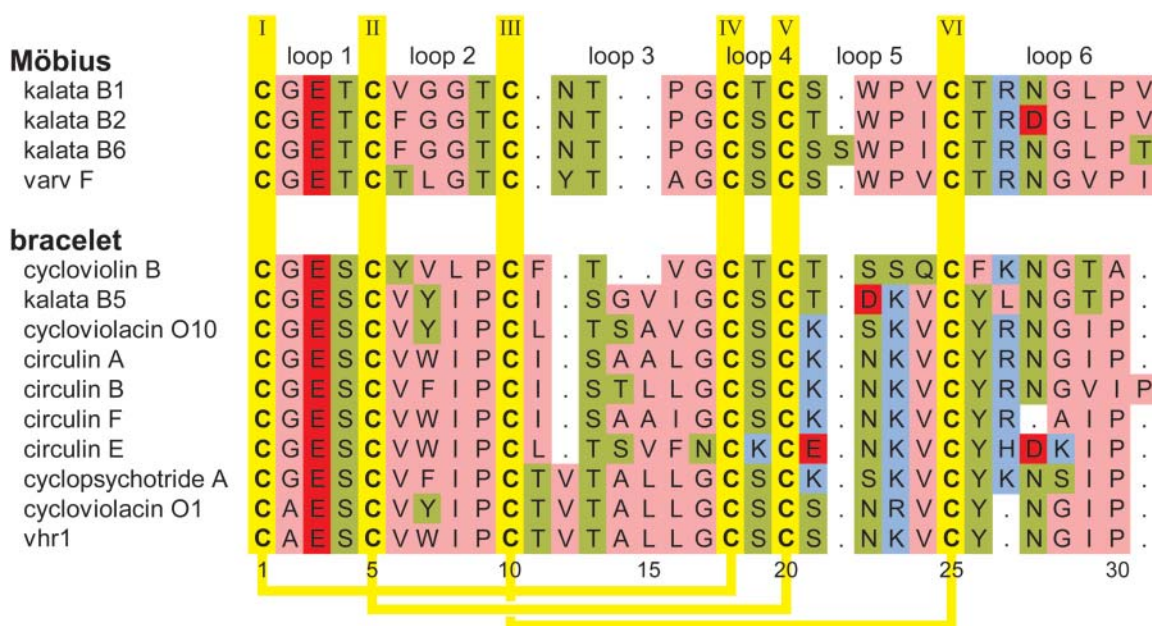 I II III IV V VI
loop 1 loop 2 loop 3 loop 4 loop 5 loop 6
Möbius
kalata B1 C G E T C V G G T C . N T . . P G C T C S . W P V C T R N G L P V
kalata B2 C G E T C F G G T C . N T . . P G C S C T . W P I C T R D G L P V
kalata B6 C G E T C F G G T C . N T . . P G C S C S S W P I C T R N G L P T
varv F C G E T C T L G T C . Y T . . A G C S C S . W P V C T R N G V P I
bracelet
cycloviolin B C G E S C Y V L P C F . T . . V G C T C T . S S Q C F K N G T A .
kalata B5 C G E S C V Y I P C I . S G V I G C S C T . D K V C Y L N G T P .
cycloviolacin O10 C G E S C V Y I P C L . T S A V G C S C K . S K V C Y R N G I P .
circulin A C G E S C V W I P C I . S A A L G C S C K . N K V C Y R N G I P .
circulin B C G E S C V F I P C I . S T L L G C S C K . N K V C Y R N G V I P
circulin F C G E S C V W I P C I . S A A I G C S C K . N K V C Y R . A I P .
circulin E C G E S C V W I P C L . T S V F N C K C E . N K V C Y H D K I P .
cyclopsychotride A C G E S C V F I P C T V T A L L G C S C K . S K V C Y K N S I P .
cycloviolacin O1 C A E S C V Y I P C T V T A L L G C S C S . N R V C Y . N G I P .
vhr1 C A E S C V W I P C T V T A L L G C S C S . N K V C Y . N G I P .
1 5 10 15 20 25 30